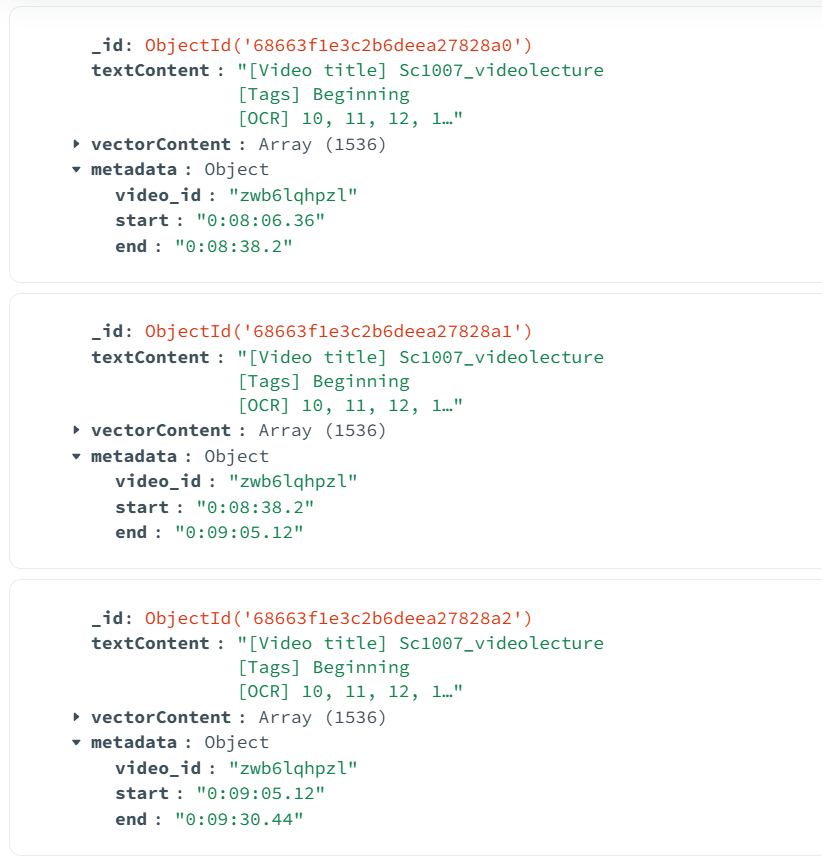 _id: ObjectId('68663f1e3c2b6deea27828a0')
textContent : "[Video title] Sc1007_videolecture
[Tags] Beginning
[OCR] 10, 11, 12, 1…"
vectorContent : Array (1536)
metadata : Object
video_id : "zwb6lqhpzl"
start : "0:08:06.36"
end : "0:08:38.2"
_id: ObjectId('68663f1e3c2b6deea27828a1')
textContent : "[Video title] Sc1007_videolecture
[Tags] Beginning
[OCR] 10, 11, 12, 1…"
vectorContent : Array (1536)
metadata : Object
video_id : "zwb6lqhpzl"
start : "0:08:38.2"
end : "0:09:05.12"
_id: ObjectId('68663f1e3c2b6deea27828a2')
textContent : "[Video title] Sc1007_videolecture
[Tags] Beginning
[OCR] 10, 11, 12, 1…"
vectorContent : Array (1536)
metadata : Object
video_id : "zwb6lqhpzl"
start : "0:09:05.12"
end : "0:09:30.44"